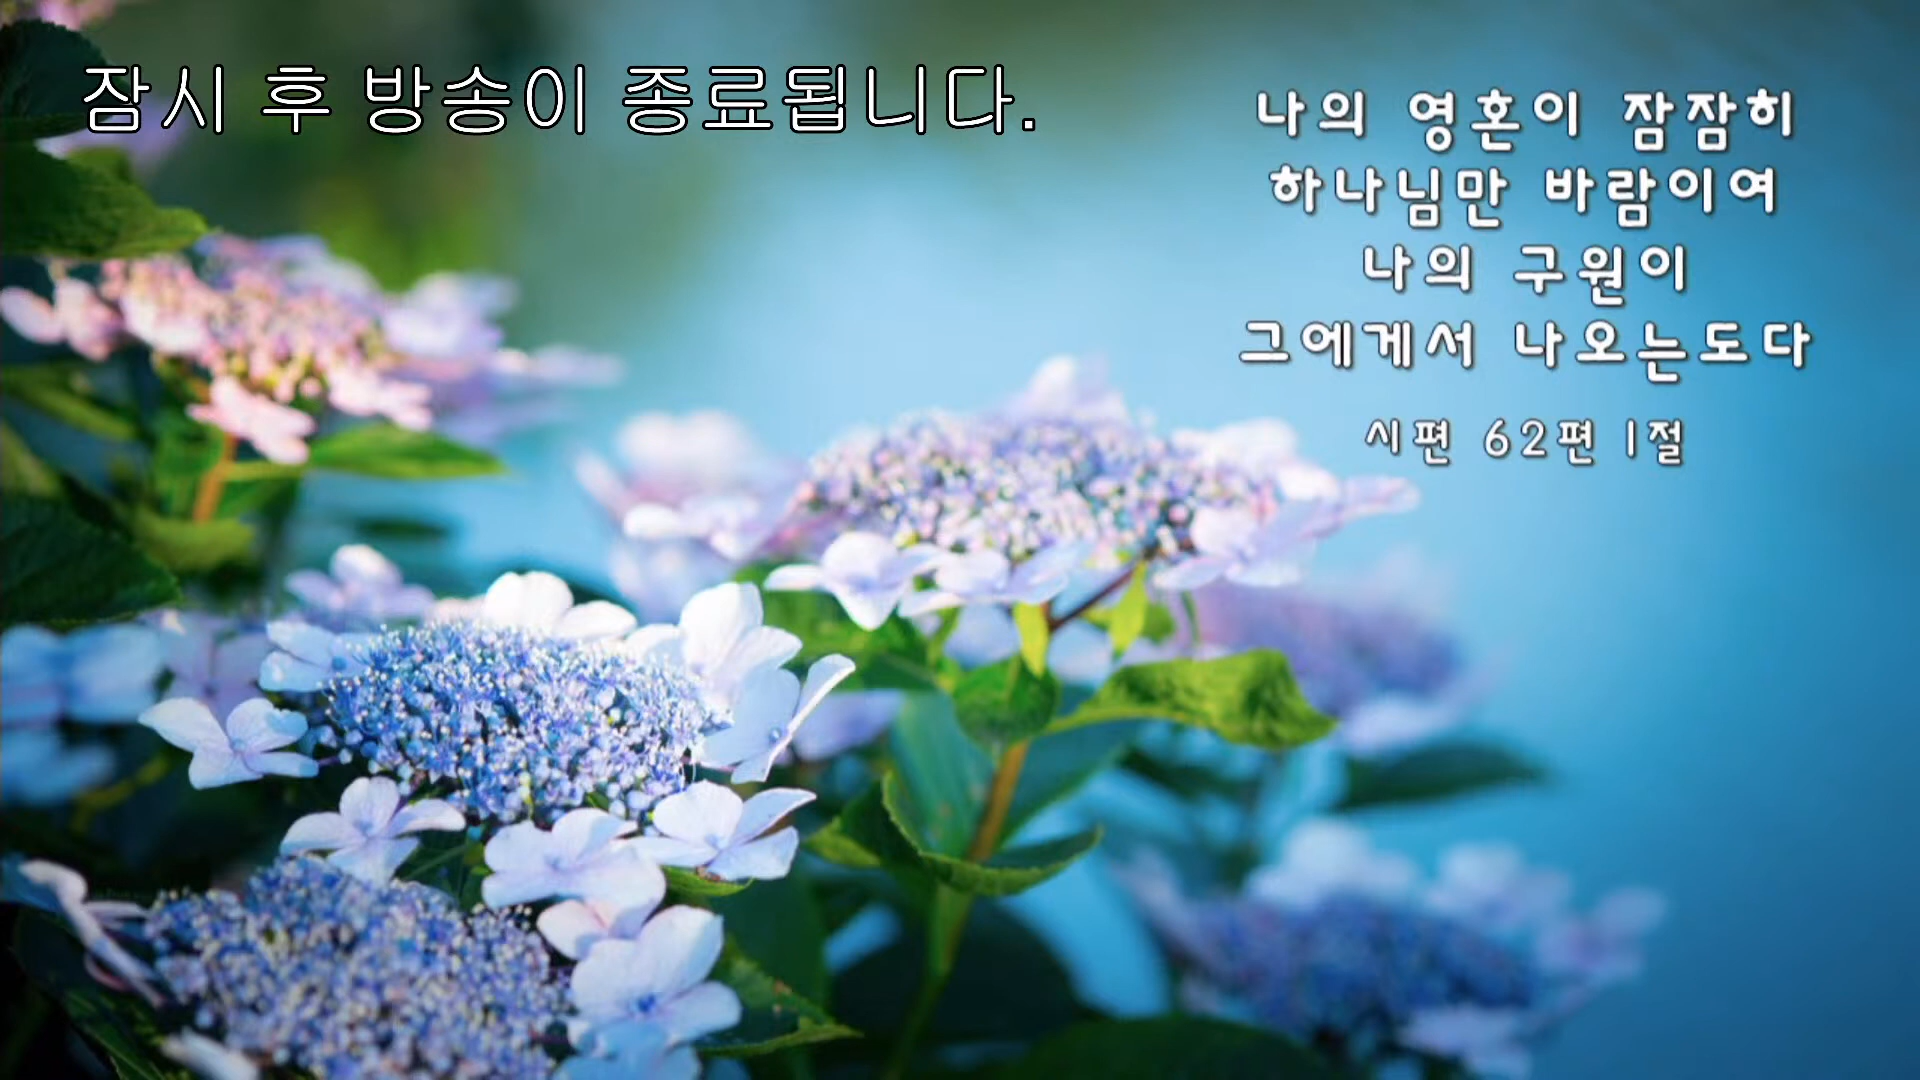 잠시 후 방송이 종료됩니다.
나의 영혼이 잠잠히
하나님만 바람이여
나의 구원이
그에게서 나오는도다
시편 62편 1절